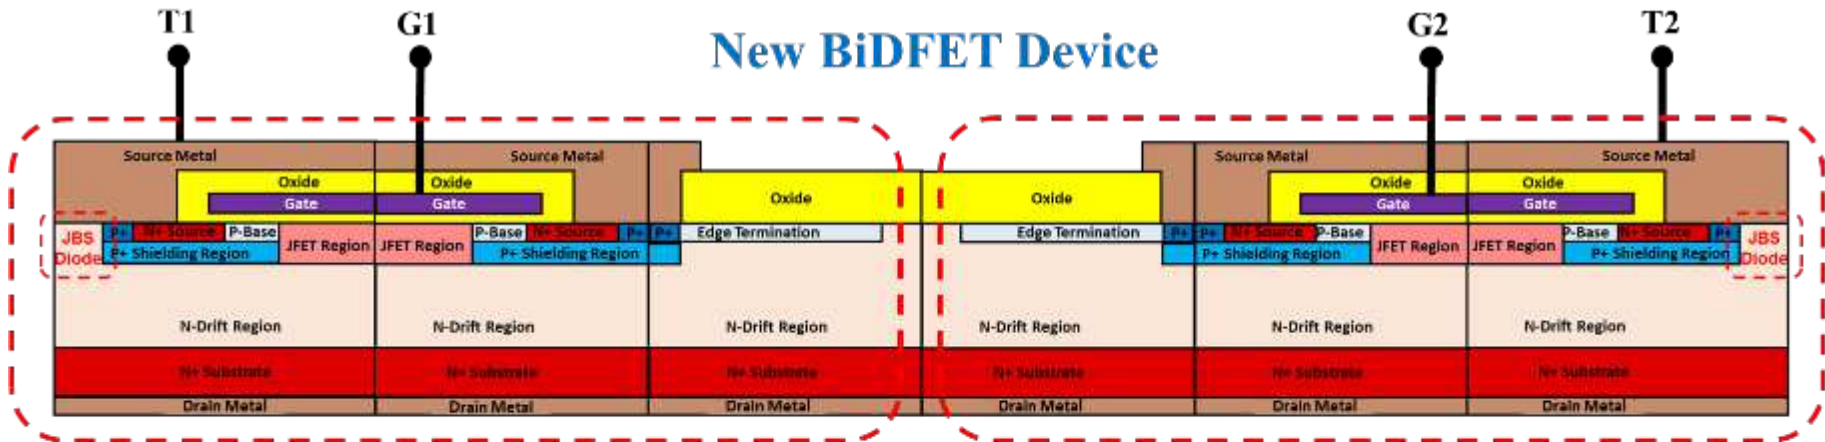 T1
G1
New BiDFET Device
G2
T2
Source Metal
Source Metal
Source Metal
Source Metal
Oxide
Oxide
Oxide
Oxide
Oxide
Oxide
Gate
Gate
Gate
Gate
JBS
Diode
P+
N+ Source
P-Base
JFET Region
JFET Region
P-Base
N+ Source
P+
P+
Edge Termination
Edge Termination
P+
P+
N+ Source
P-Base
JFET Region
JFET Region
P-Base
N+ Source
P+
JBS
Diode
P+ Shielding Region
P+ Shielding Region
P+ Shielding Region
P+ Shielding Region
N-Drift Region
N-Drift Region
N-Drift Region
N-Drift Region
N-Drift Region
N-Drift Region
N+ Substrate
N+ Substrate
N+ Substrate
N+ Substrate
N+ Substrate
N+ Substrate
Drain Metal
Drain Metal
Drain Metal
Drain Metal
Drain Metal
Drain Metal